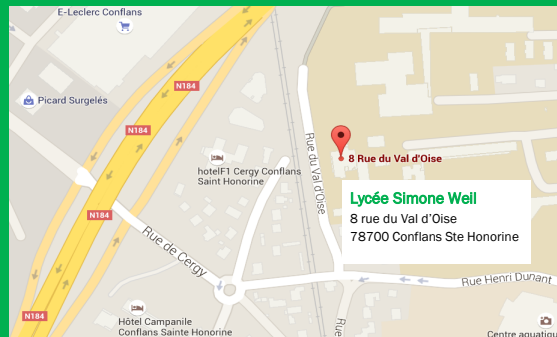 E-Leclerc Conflans
Picard Surgelés
N184
N184
N184
N184
hotelF1 Cergy Conflans
Saint Honorine
Rue du Val d'Oise
8 Rue du Val d'Oise
Lycée Simone Weil
8 rue du Val d'Oise
78700 Conflans Ste Honorine
Rue de Cergy
Rue Henri Dunant
Hôtel Campanile
Conflans Sainte Honorine
Rue
Centre aquatiqu